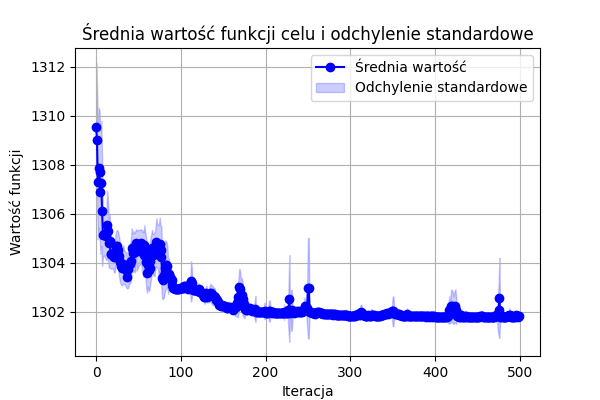 Średnia wartość funkcji celu i odchylenie standardowe
Średnia wartość
Odchylenie standardowe
Wartość funkcji
1312
1310
1308
1306
1304
1302
0 100 200 300 400 500
Iteracja